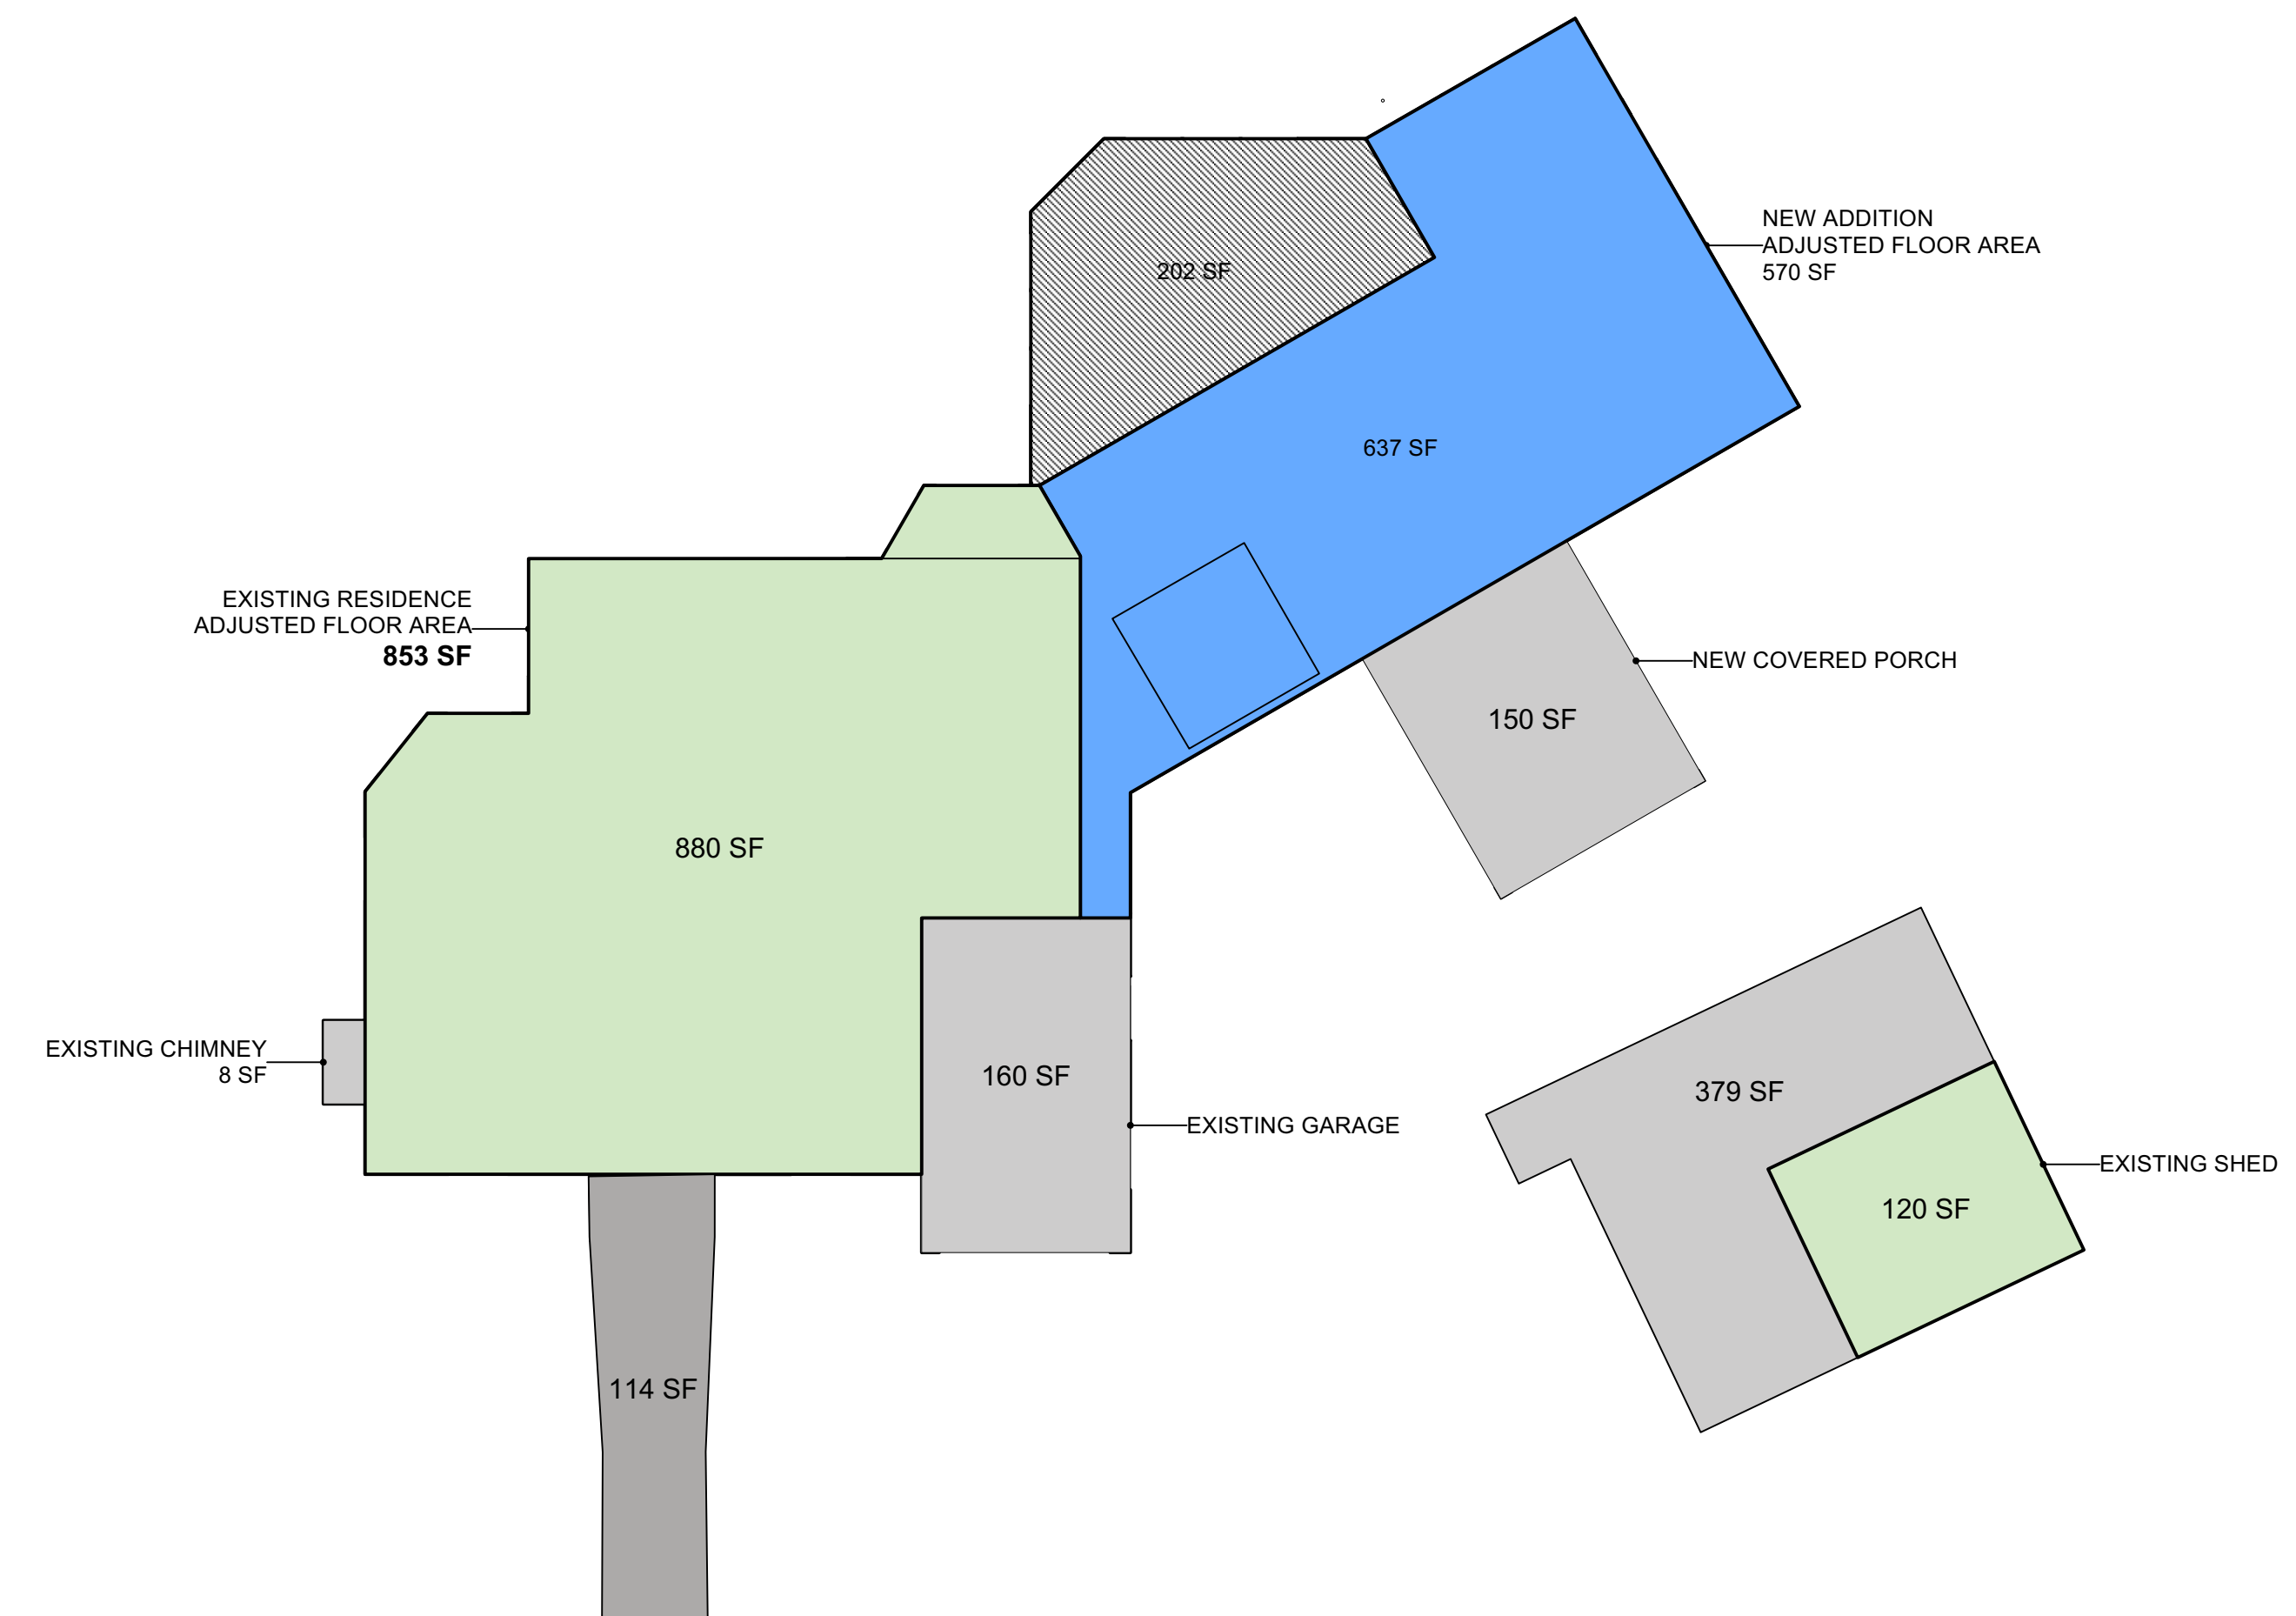 NEW ADDITION
ADJUSTED FLOOR AREA
570 SF
202 SF
637 SF
EXISTING RESIDENCE
ADJUSTED FLOOR AREA
853 SF
NEW COVERED PORCH
150 SF
880 SF
EXISTING CHIMNEY
8 SF
160 SF
EXISTING GARAGE
379 SF
EXISTING SHED
120 SF
114 SF